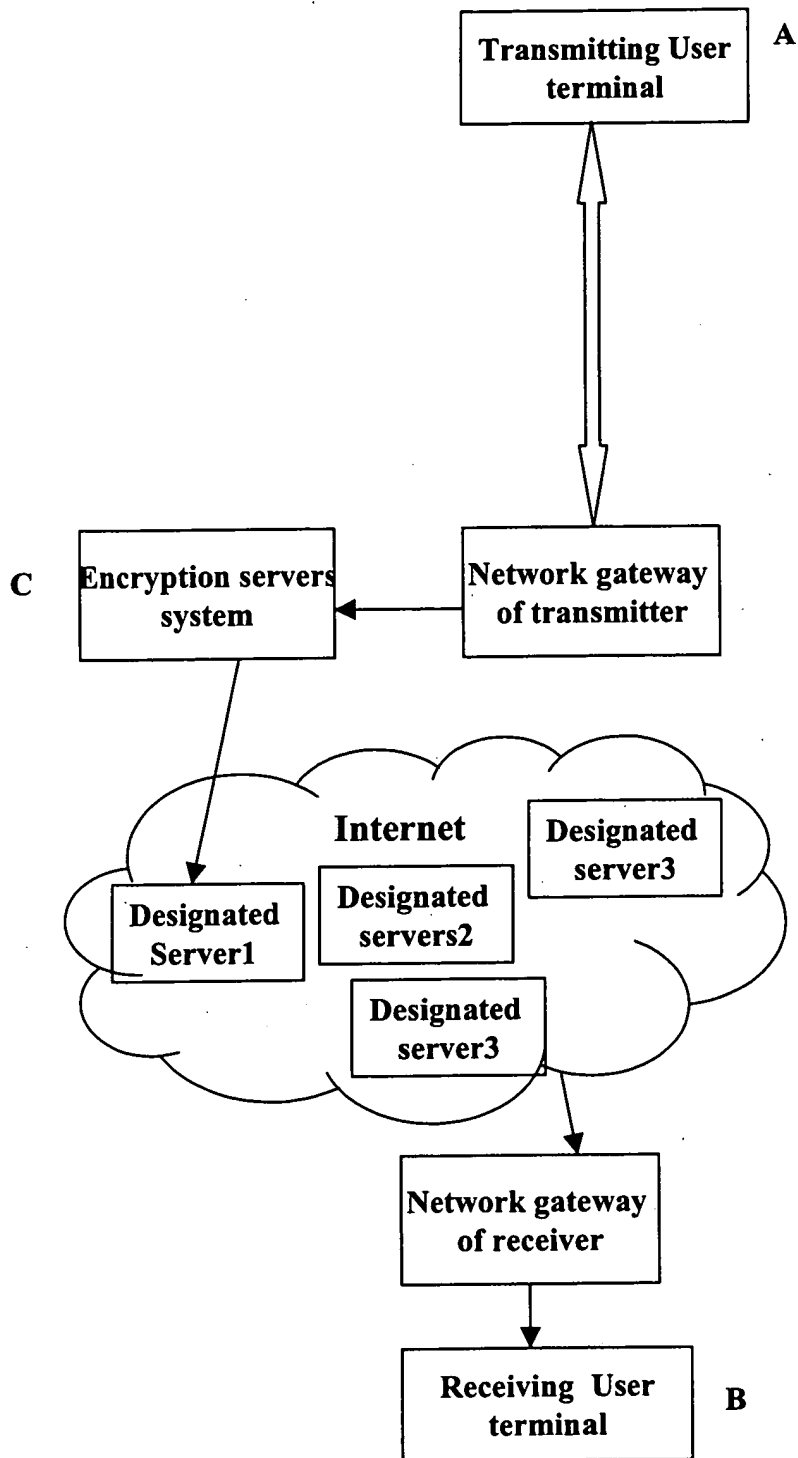 A
Transmitting User
terminal
C
Encryption servers
system
Network gateway
of transmitter
Internet
Designated
server3
Designated
servers2
Designated
Server1
Designated
server3
Network gateway
of receiver
Receiving User
terminal
B